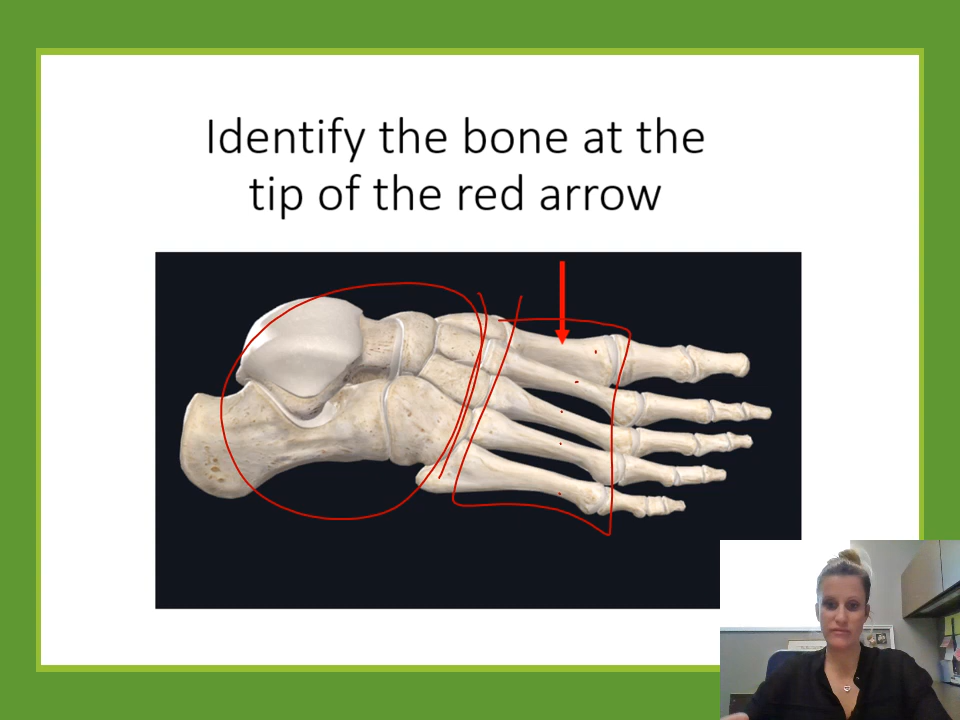 Identify the bone at the
tip of the red arrow